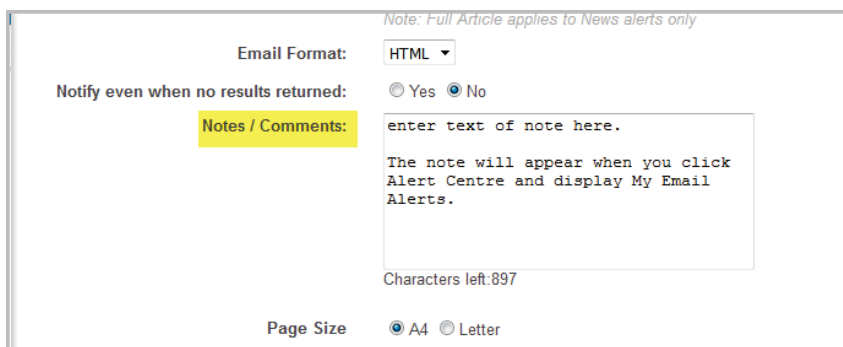 Note: Full Article applies to News alerts only
Email Format: HTML
Notify even when no results returned: Yes No
Notes / Comments: enter text of note here.
The note will appear when you click
Alert Centre and display My Email
Alerts.
Characters left:897
Page Size A4 Letter